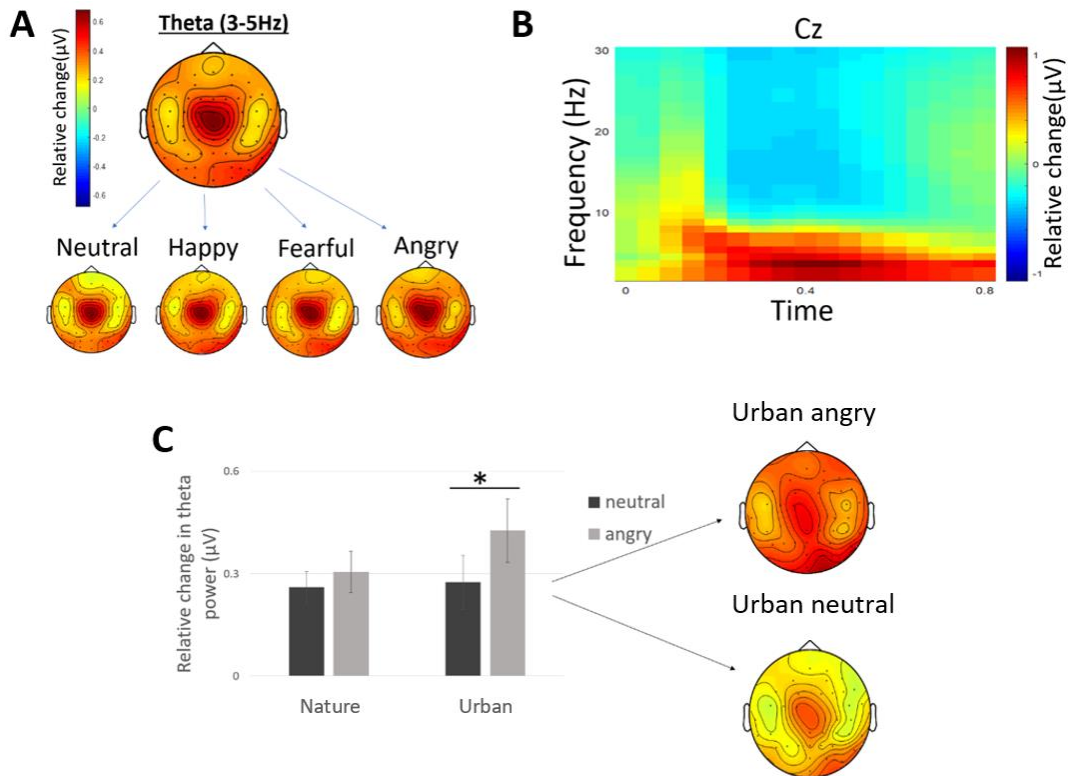 A
Theta (3-5Hz)
Relative change(µV)
0.6
0.4
0.2
0
-0.2
-0.4
-0.6
Neutral
Happy
Fearful
Angry
B
Cz
Frequency (Hz)
30
20
10
0
0.4
0.8
Time
1
0
-1
Relative change(µV)
C
Relative change in theta
power (µV)
0.6
0.3
0
*
neutral
angry
Nature
Urban
Urban angry
Urban neutral